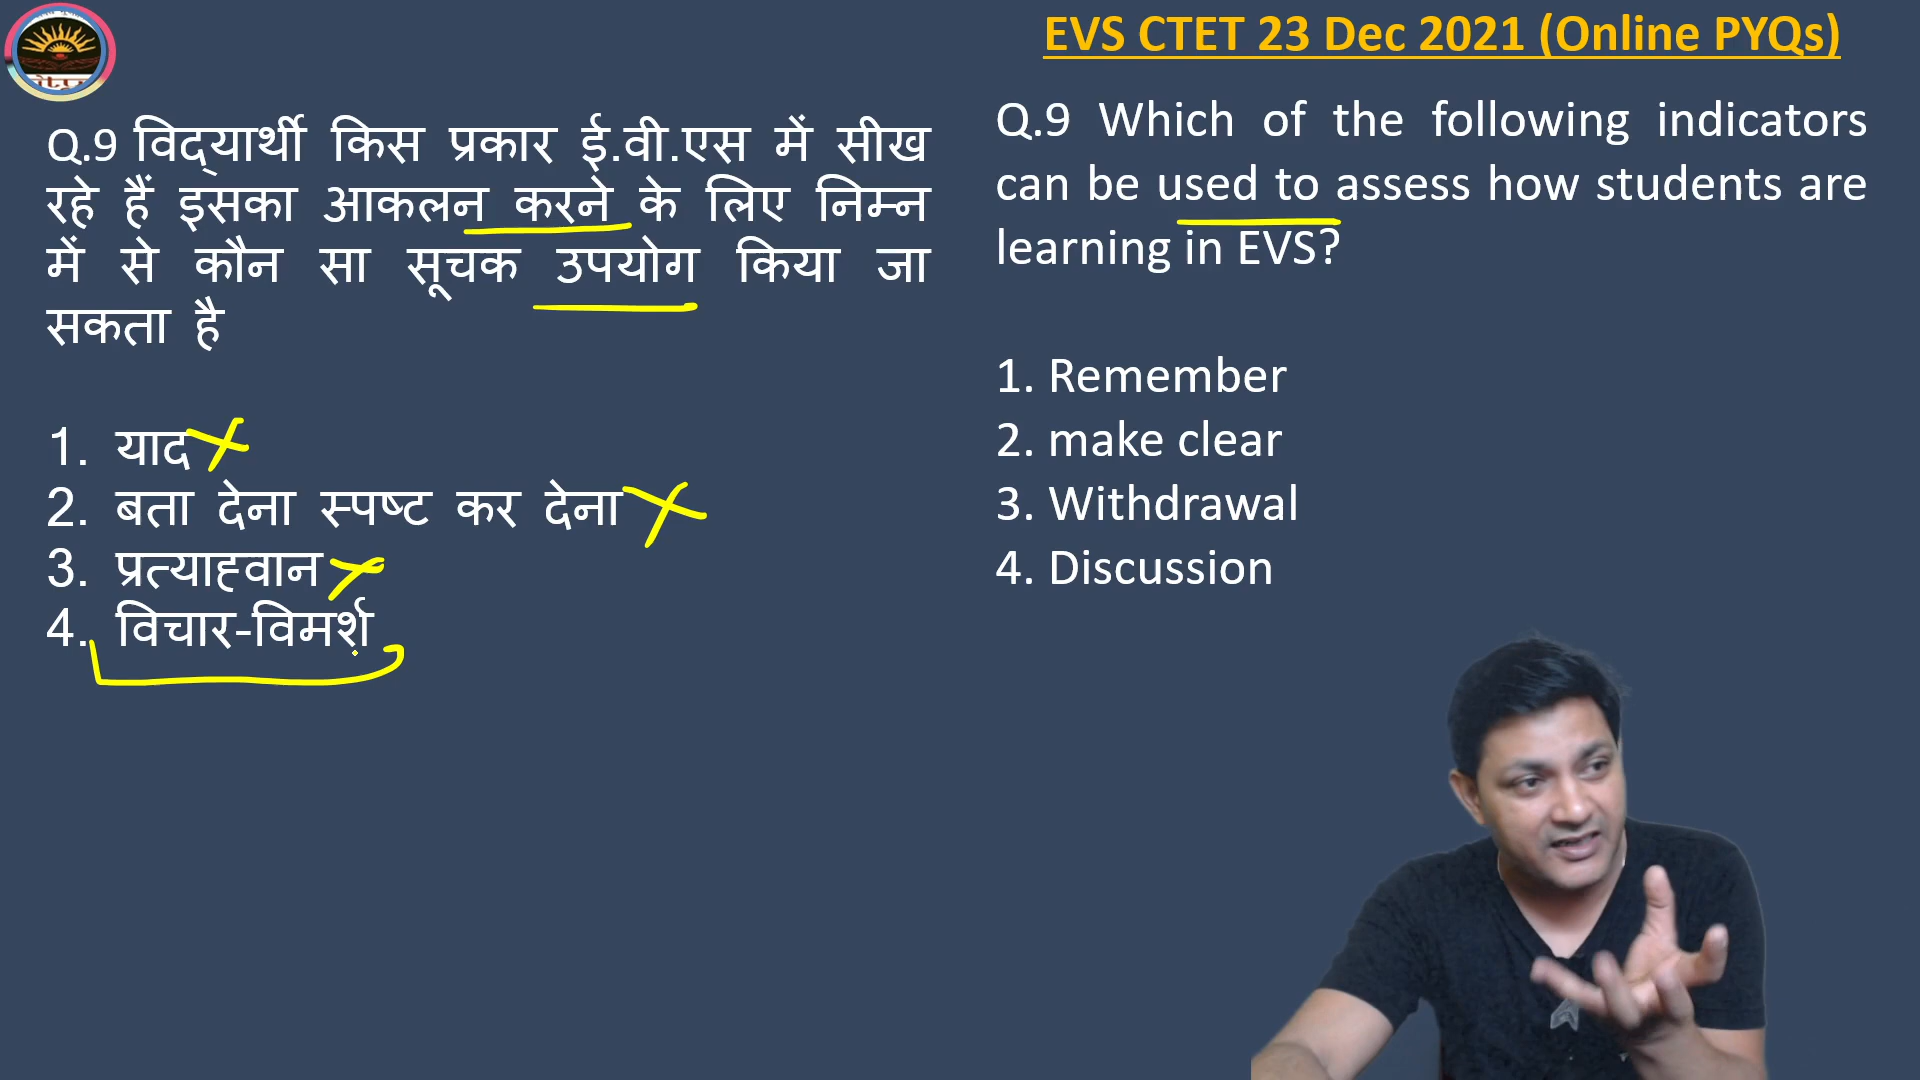 EVS CTET 23 Dec 2021 (Online PYQs)
Q.9 विद्यार्थी किस प्रकार ई.वी.एस में सीख
रहे हैं इसका आकलन करने के लिए निम्न
में से कौन सा सूचक उपयोग किया जा
सकता है
1. याद
2. बता देना स्पष्ट कर देना
3. प्रत्याह्वान
4. विचार-विमर्श
Q.9 Which of the following indicators
can be used to assess how students are
learning in EVS?
1. Remember
2. make clear
3. Withdrawal
4. Discussion